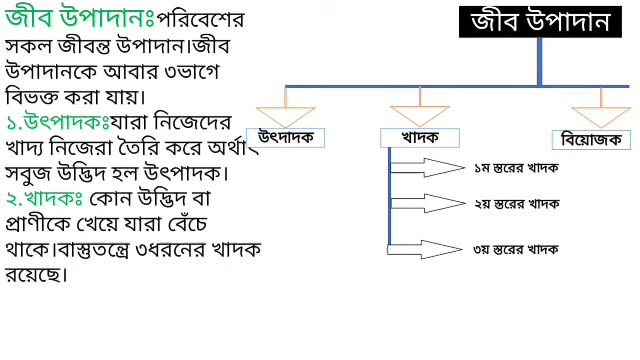 জীব উপাদানঃপরিবেশের
সকল জীবন্ত উপাদান।জীব
উপাদানকে আবার ৩ভাগে
বিভক্ত করা যায়।
১.উৎপাদকঃযারা নিজেদের
খাদ্য নিজেরা তৈরি করে অর্থাৎ
সবুজ উদ্ভিদ হল উৎপাদক।
২.খাদকঃ কোন উদ্ভিদ বা
প্রাণীকে খেয়ে যারা বেঁচে
থাকে।বাস্তুতন্ত্রে ৩ধরনের খাদক
রয়েছে।
জীব উপাদান
উৎদাদক
খাদক
বিয়োজক
১ম স্তরের খাদক
২য় স্তরের খাদক
৩য় স্তরের খাদক